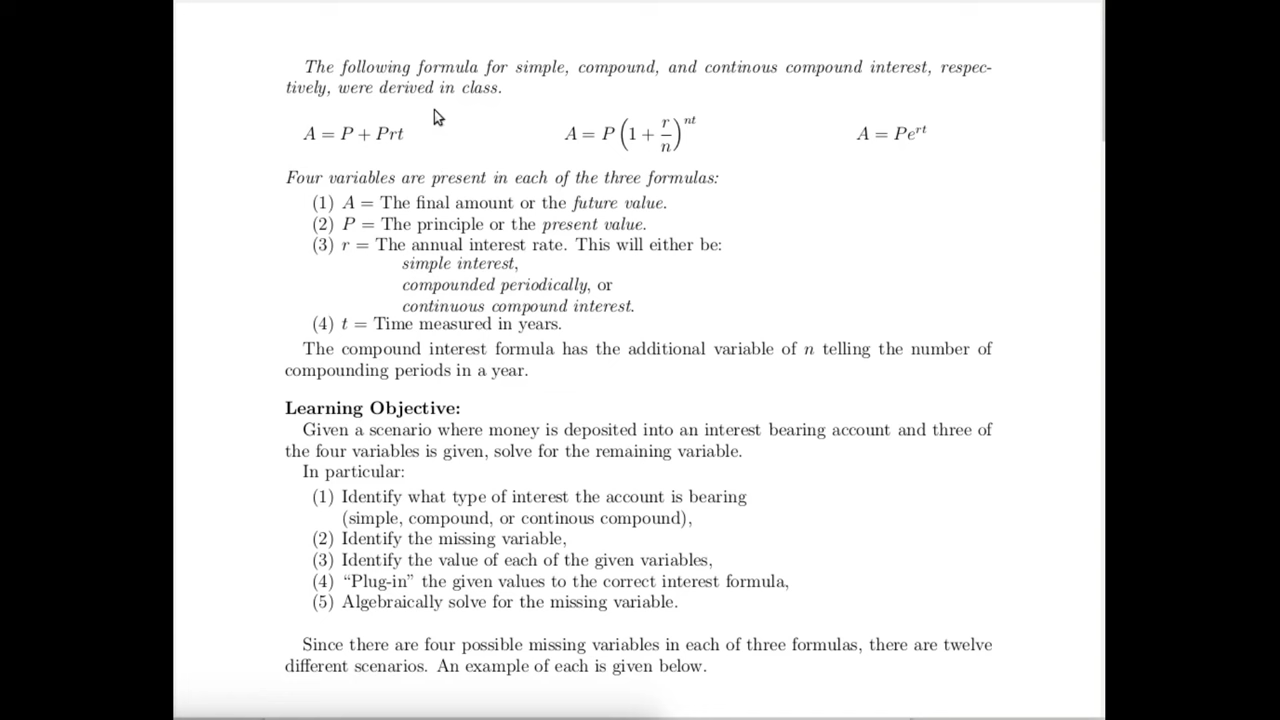 The following formula for simple, compound, and continous compound interest, respec-
tively, were derived in class.
A = P + Prt    A = P(1 + r/n)^{nt}    A = Pe^{rt}
Four variables are present in each of the three formulas:
(1) A = The final amount or the future value.
(2) P = The principle or the present value.
(3) r = The annual interest rate. This will either be:
simple interest,
compounded periodically, or
continuous compound interest.
(4) t = Time measured in years.
The compound interest formula has the additional variable of n telling the number of
compounding periods in a year.
Learning Objective:
Given a scenario where money is deposited into an interest bearing account and three of
the four variables is given, solve for the remaining variable.
In particular:
(1) Identify what type of interest the account is bearing
(simple, compound, or continous compound),
(2) Identify the missing variable,
(3) Identify the value of each of the given variables,
(4) “Plug-in” the given values to the correct interest formula,
(5) Algebraically solve for the missing variable.
Since there are four possible missing variables in each of three formulas, there are twelve
different scenarios. An example of each is given below.